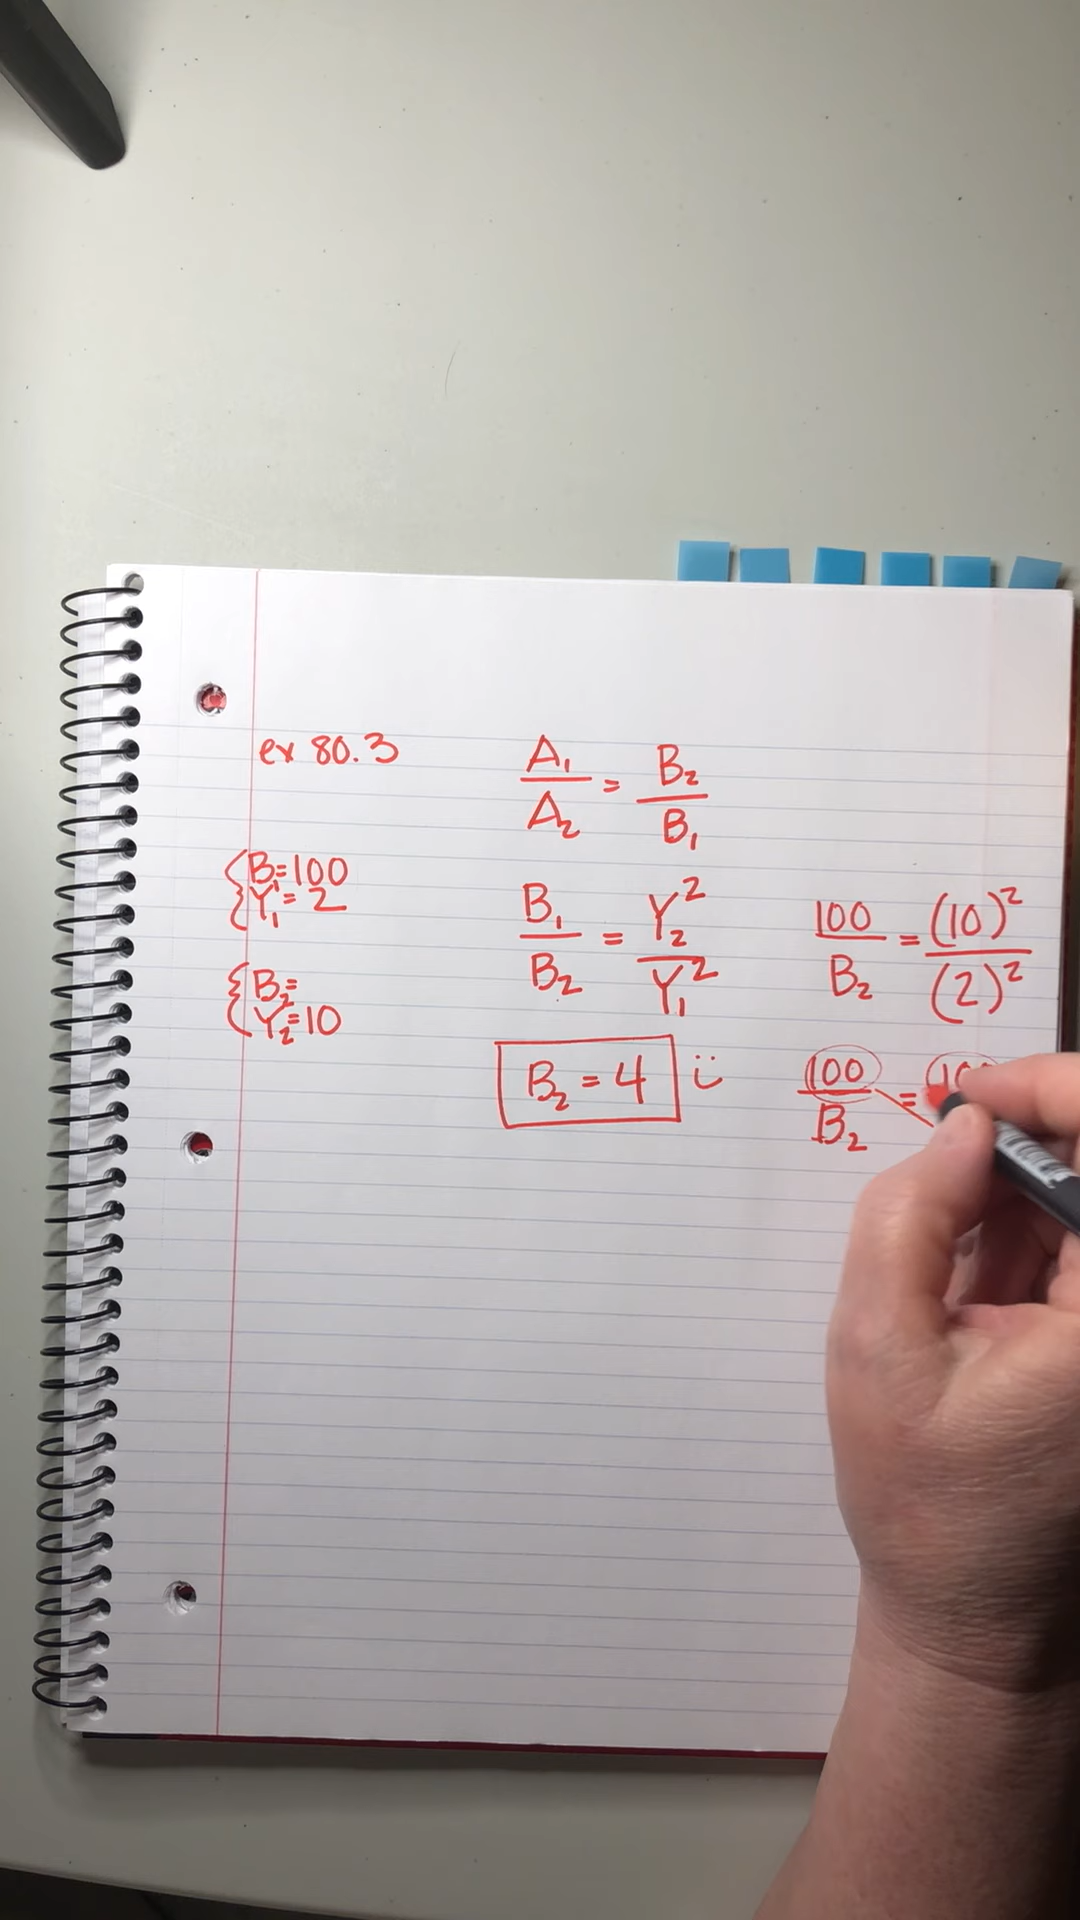 ex 80.3
A₁/A₂ = B₂/B₁
B₁=100
Y₁=2
B₂=
Y₂=10
B₁/B₂ = Y₂²/Y₁²
100/B₂ = (10)²/(2)²
B₂ = 4
100/B₂ =